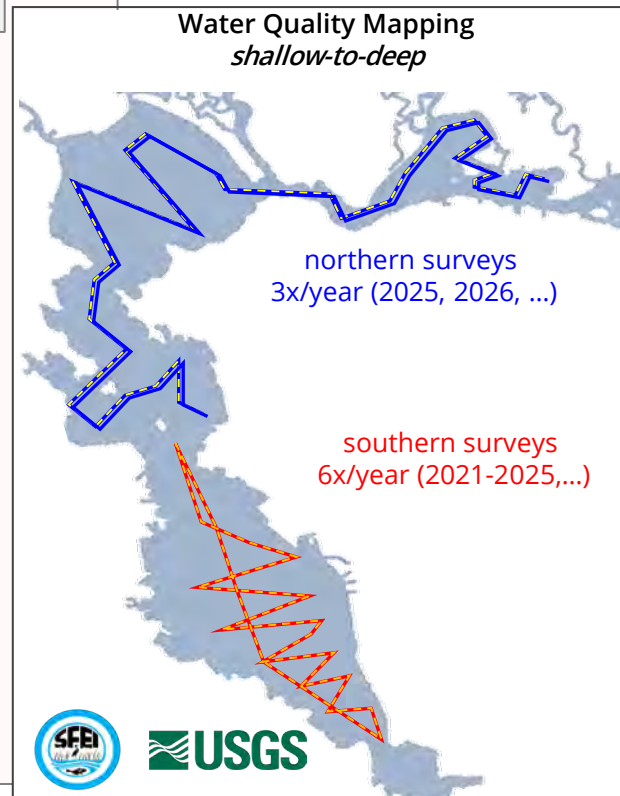 Water Quality Mapping
shallow-to-deep
northern surveys
3x/year (2025, 2026, ...)
southern surveys
6x/year (2021-2025,...)
SFEI
USGS